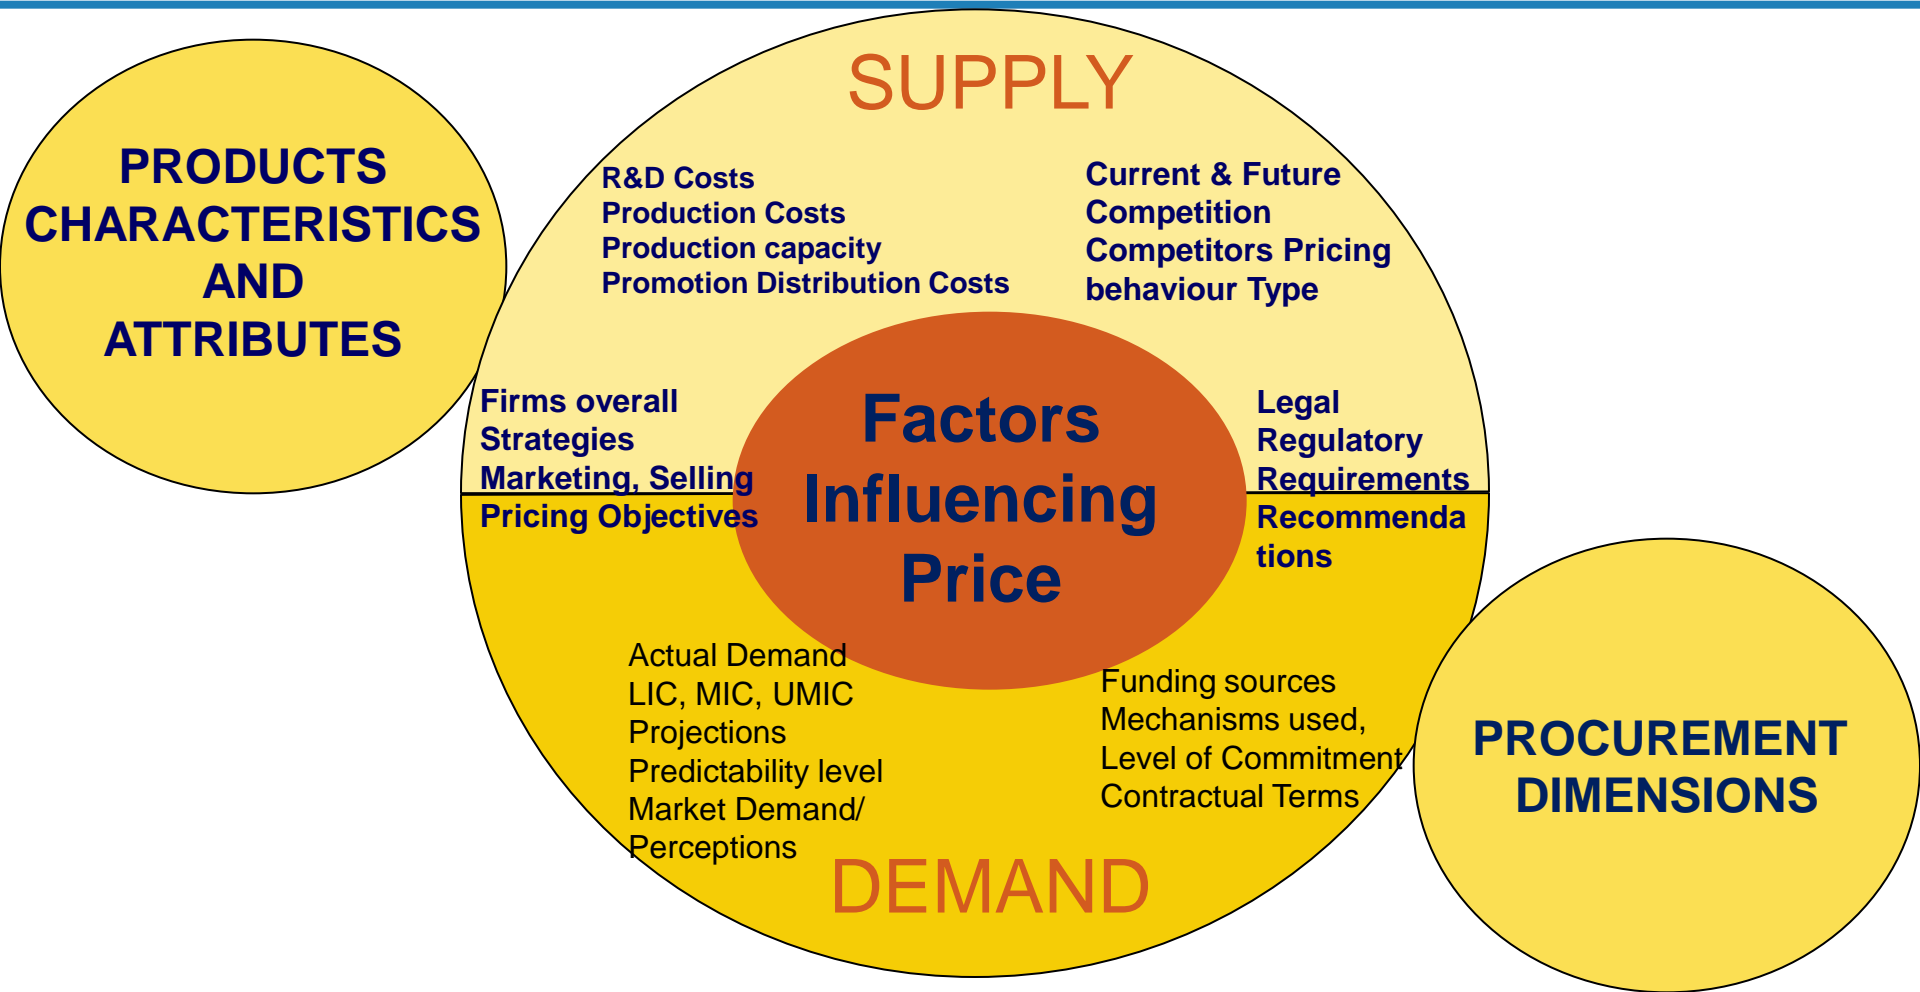 SUPPLY
PRODUCTS
CHARACTERISTICS
AND
ATTRIBUTES
R&D Costs
Production Costs
Production capacity
Promotion Distribution Costs
Current & Future
Competition
Competitors Pricing
behaviour Type
Firms overall
Strategies
Marketing, Selling
Pricing Objectives
Factors
Influencing
Price
Legal
Regulatory
Requirements
Recommenda
tions
Actual Demand
LIC, MIC, UMIC
Projections
Predictability level
Market Demand/
Perceptions
Funding sources
Mechanisms used,
Level of Commitment
Contractual Terms
DEMAND
PROCUREMENT
DIMENSIONS